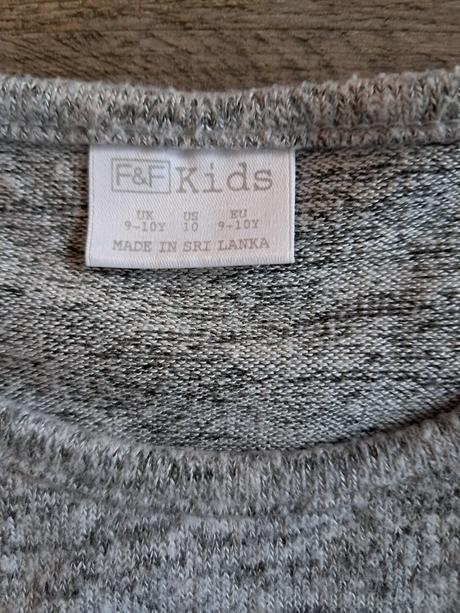 F&F Kids
UK US EU
9-10Y 10 9-10Y
MADE IN SRI LANKA